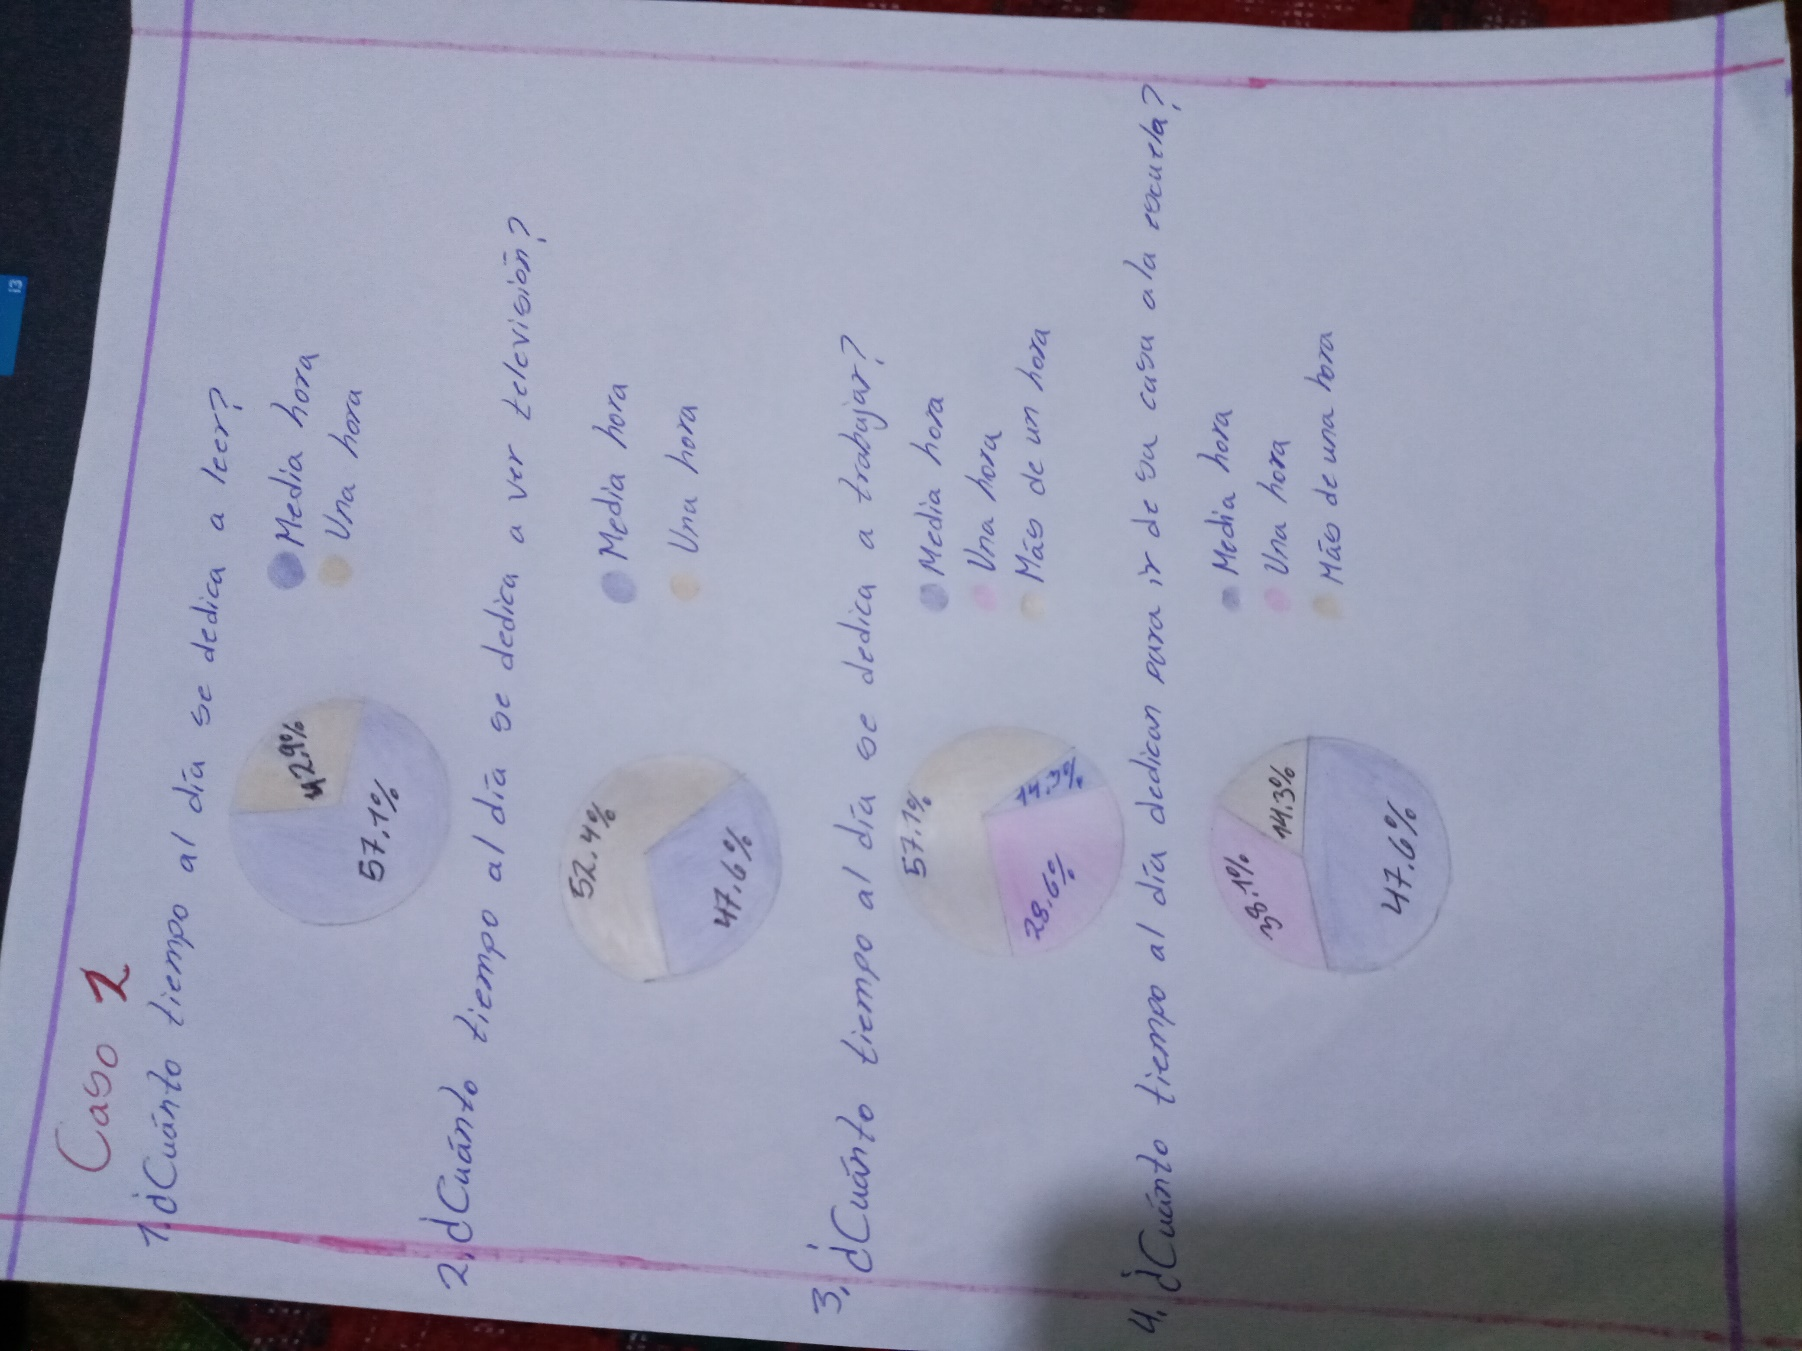 Caso 2
1. ¿Cuánto tiempo al día se dedica a leer?
42.9%
57.1%
Media hora
Una hora
2. ¿Cuánto tiempo al día se dedica a ver televisión?
52.4%
47.6%
Media hora
Una hora
3. ¿Cuánto tiempo al día se dedica a trabajar?
57.1%
14.3%
28.6%
Media hora
Una hora
Más de un hora
4. ¿Cuánto tiempo al día dedican para ir de su casa a la escuela?
38.1%
14.3%
47.6%
Media hora
Una hora
Más de una hora
i3